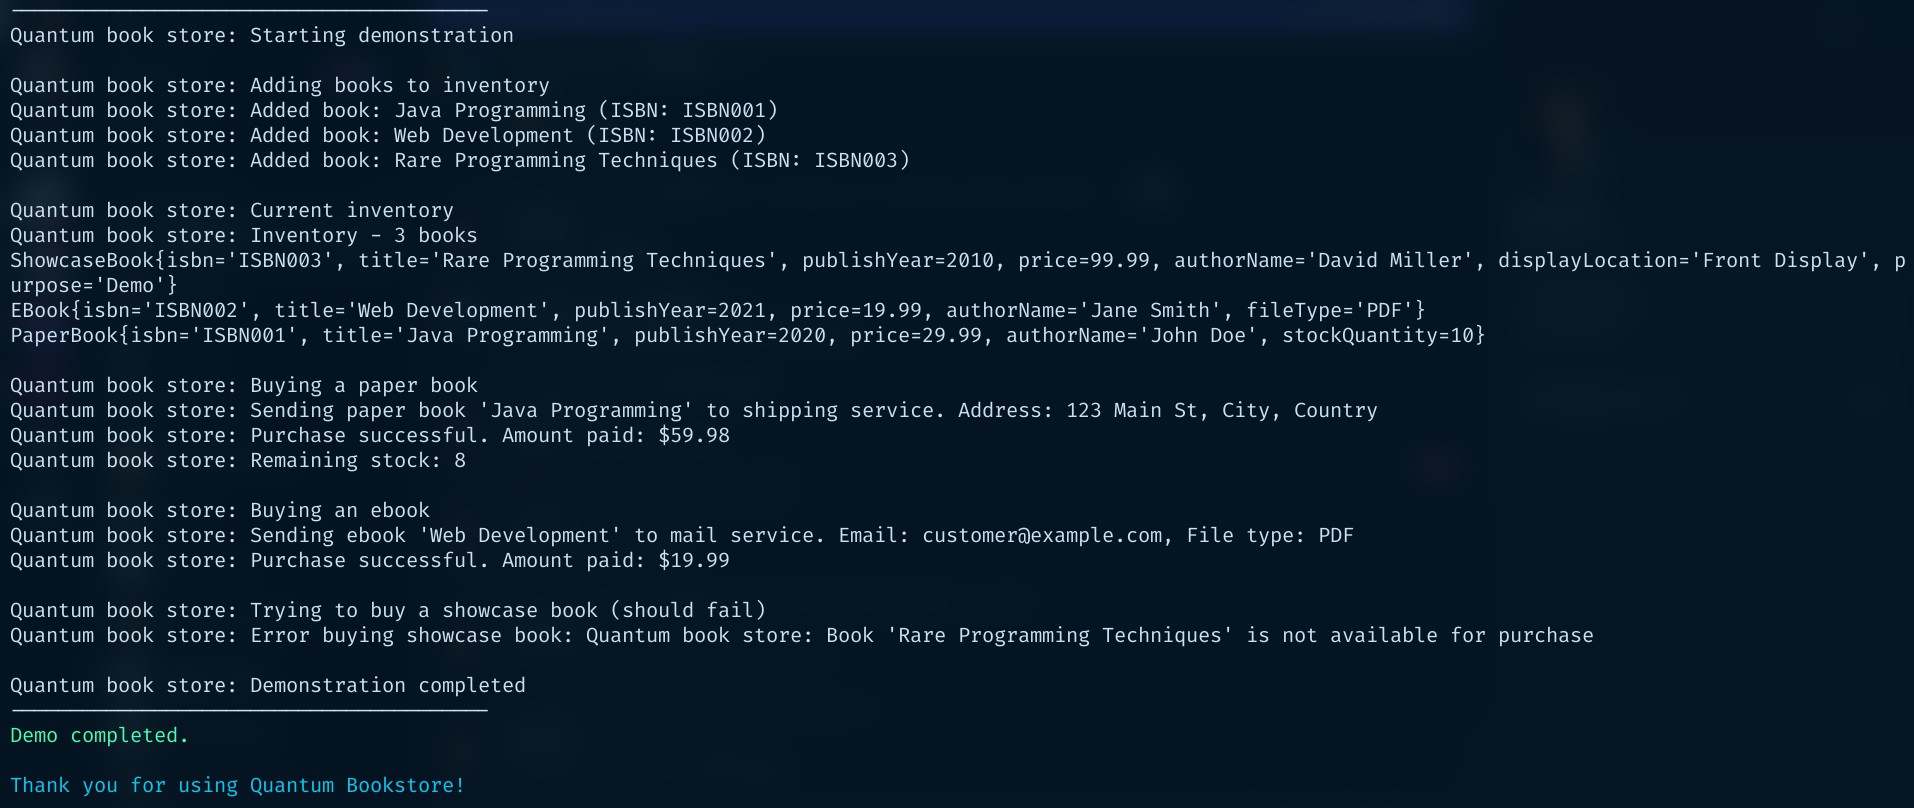 Quantum book store: Starting demonstration
Quantum book store: Adding books to inventory
Quantum book store: Added book: Java Programming (ISBN: ISBN001)
Quantum book store: Added book: Web Development (ISBN: ISBN002)
Quantum book store: Added book: Rare Programming Techniques (ISBN: ISBN003)
Quantum book store: Current inventory
Quantum book store: Inventory - 3 books
ShowcaseBook{isbn='ISBN003', title='Rare Programming Techniques', publishYear=2010, price=99.99, authorName='David Miller', displayLocation='Front Display', p
urpose='Demo'}
EBook{isbn='ISBN002', title='Web Development', publishYear=2021, price=19.99, authorName='Jane Smith', fileType='PDF'}
PaperBook{isbn='ISBN001', title='Java Programming', publishYear=2020, price=29.99, authorName='John Doe', stockQuantity=10}
Quantum book store: Buying a paper book
Quantum book store: Sending paper book 'Java Programming' to shipping service. Address: 123 Main St, City, Country
Quantum book store: Purchase successful. Amount paid: $59.98
Quantum book store: Remaining stock: 8
Quantum book store: Buying an ebook
Quantum book store: Sending ebook 'Web Development' to mail service. Email: customer@example.com, File type: PDF
Quantum book store: Purchase successful. Amount paid: $19.99
Quantum book store: Trying to buy a showcase book (should fail)
Quantum book store: Error buying showcase book: Quantum book store: Book 'Rare Programming Techniques' is not available for purchase
Quantum book store: Demonstration completed
Demo completed.
Thank you for using Quantum Bookstore!